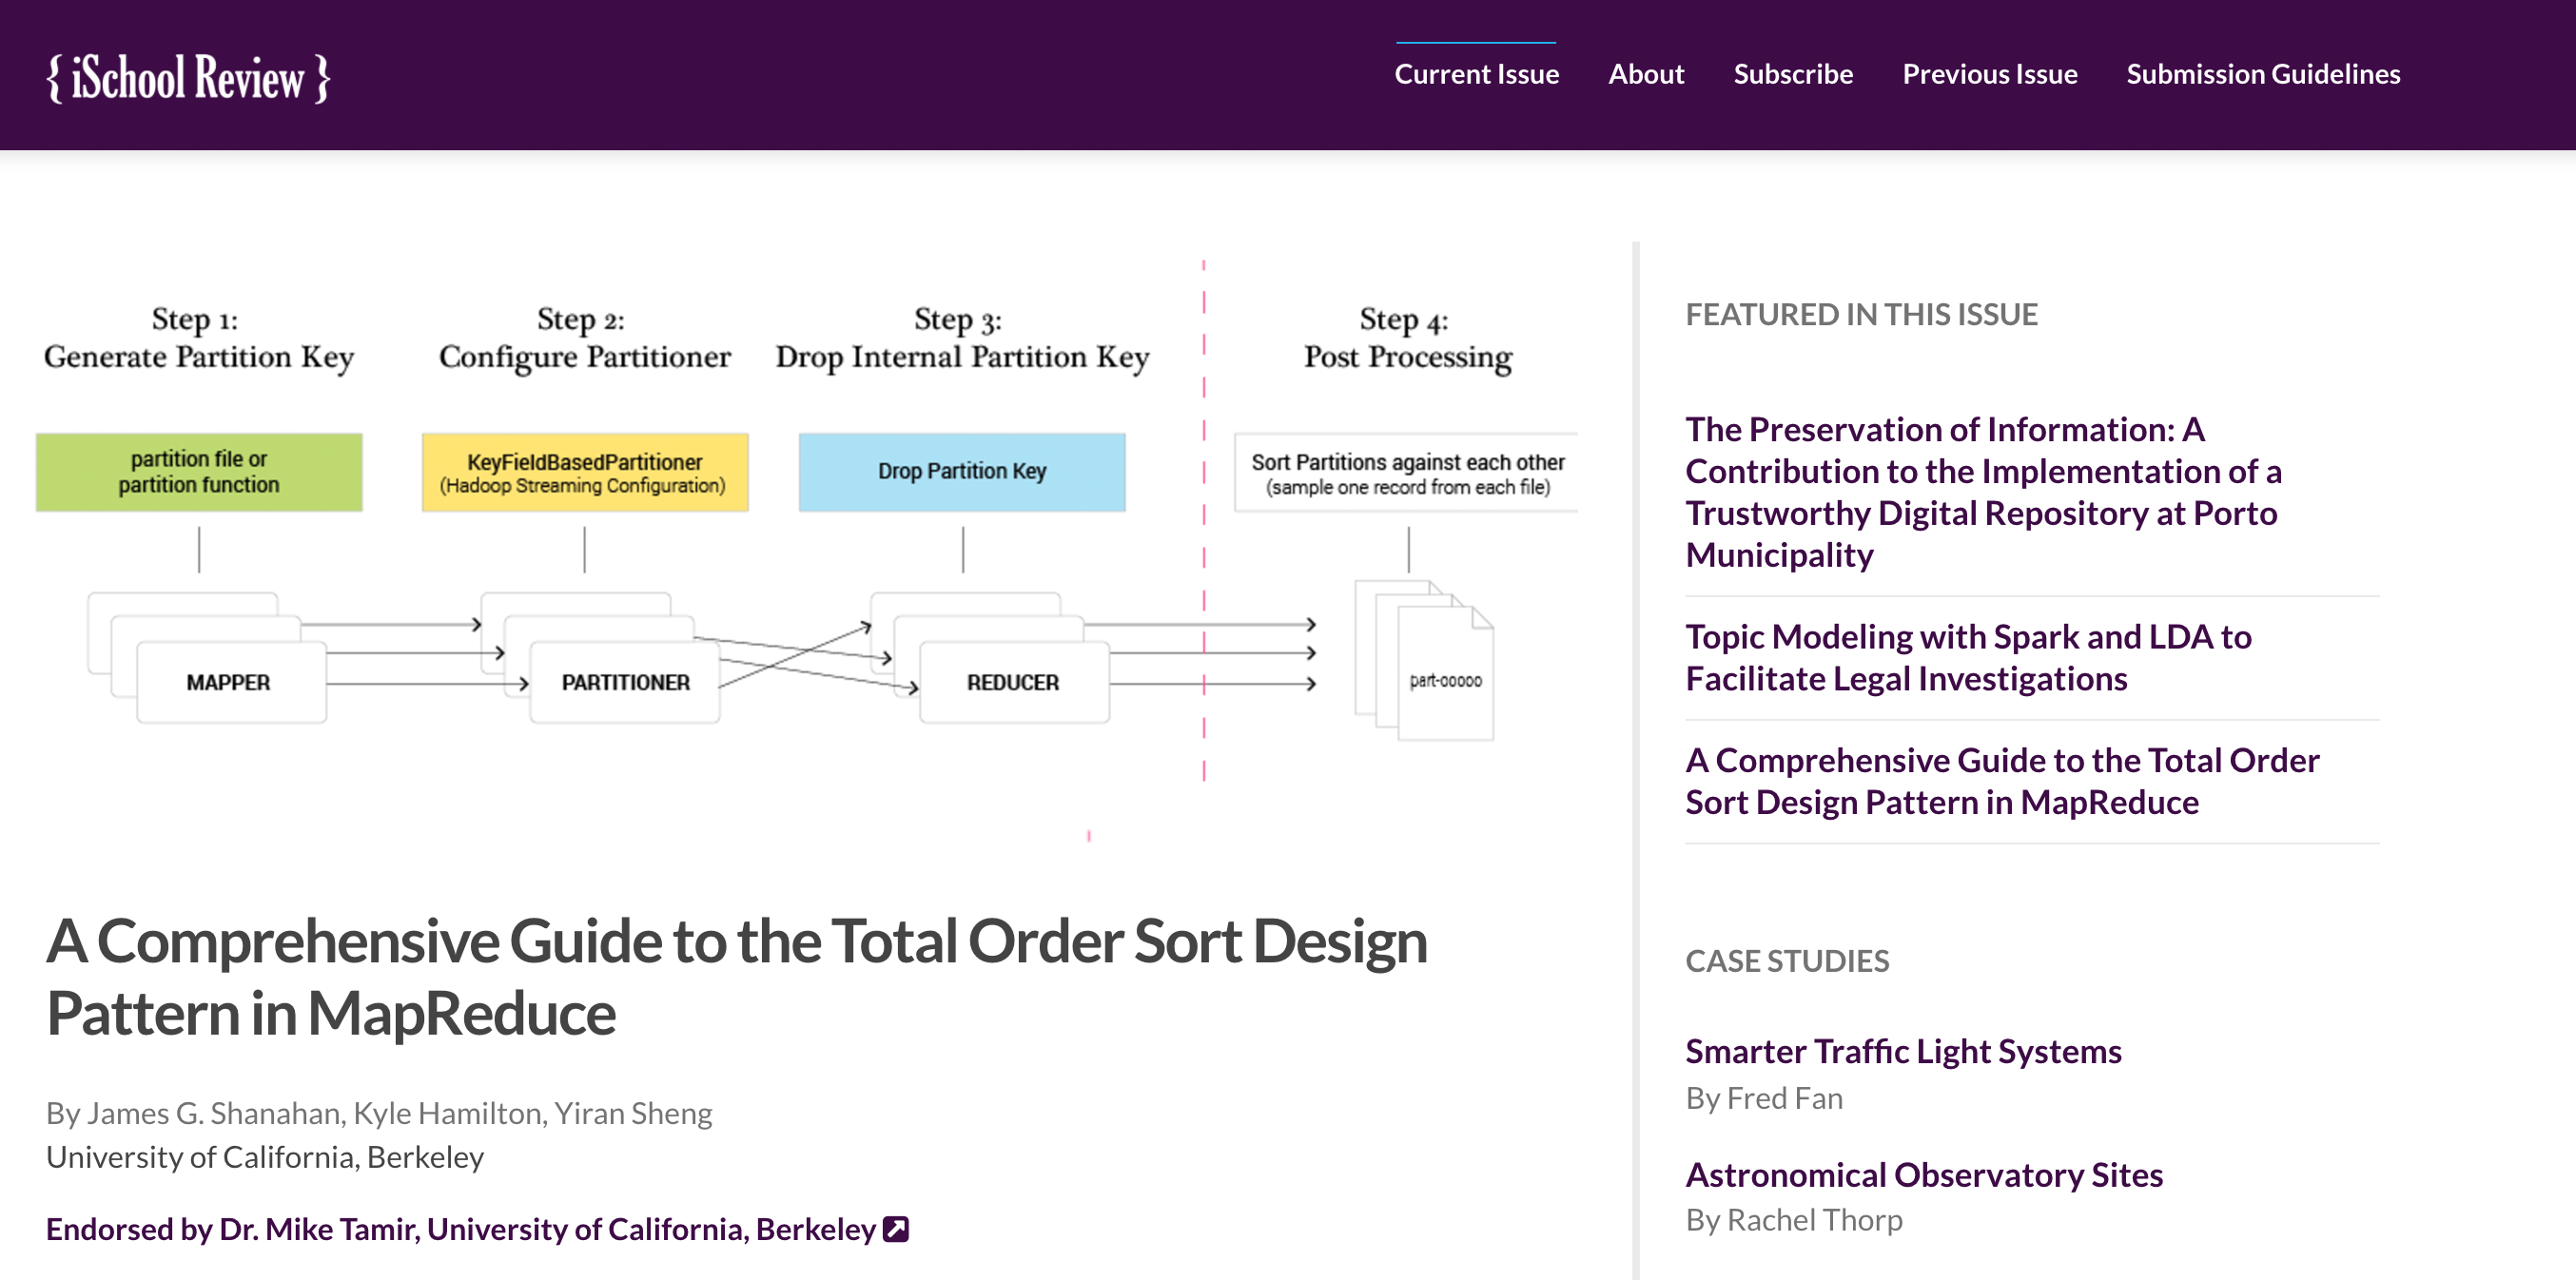 { iSchool Review }
Current Issue
About
Subscribe
Previous Issue
Submission Guidelines
Step 1:
Generate Partition Key
Step 2:
Configure Partitioner
Step 3:
Drop Internal Partition Key
Step 4:
Post Processing
partition file or
partition function
KeyFieldBasedPartitioner
(Hadoop Streaming Configuration)
Drop Partition Key
Sort Partitions against each other
(sample one record from each file)
MAPPER
PARTITIONER
REDUCER
part-00000
A Comprehensive Guide to the Total Order Sort Design
Pattern in MapReduce
By James G. Shanahan, Kyle Hamilton, Yiran Sheng
University of California, Berkeley
Endorsed by Dr. Mike Tamir, University of California, Berkeley
FEATURED IN THIS ISSUE
The Preservation of Information: A
Contribution to the Implementation of a
Trustworthy Digital Repository at Porto
Municipality
Topic Modeling with Spark and LDA to
Facilitate Legal Investigations
A Comprehensive Guide to the Total Order
Sort Design Pattern in MapReduce
CASE STUDIES
Smarter Traffic Light Systems
By Fred Fan
Astronomical Observatory Sites
By Rachel Thorp